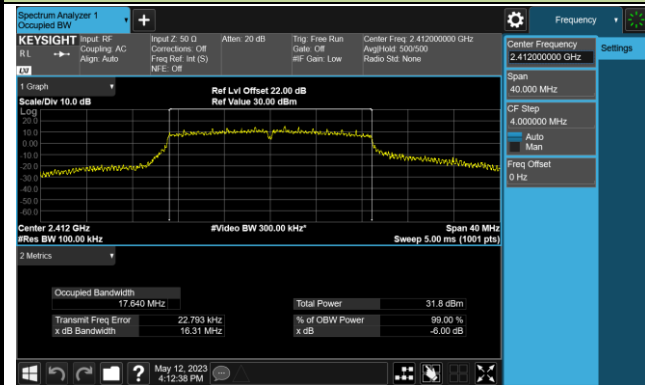 Spectrum Analyzer 1
Occupied BW
Frequency
KEYSIGHT
R L
LXI
Input: RF
Coupling: AC
Align: Auto
Input Z: 50 Ω
Corrections: Off
Freq Ref: Int (S)
NFE: Off
Atten: 20 dB
Trig: Free Run
Gate: Off
#IF Gain: Low
Center Freq: 2.412000000 GHz
Avg|Hold: 500/500
Radio Std: None
Center Frequency
2.412000000 GHz
Settings
Span
40.000 MHz
CF Step
4.000000 MHz
Auto
Man
Freq Offset
0 Hz
1 Graph
Scale/Div 10.0 dB
Ref Lvl Offset 22.00 dB
Ref Value 30.00 dBm
Log
20.0
10.0
0.00
-10.0
-20.0
-30.0
-40.0
-50.0
-60.0
Center 2.412 GHz
#Res BW 100.00 kHz
#Video BW 300.00 kHz*
Span 40 MHz
Sweep 5.00 ms (1001 pts)
2 Metrics
Occupied Bandwidth
17.640 MHz
Total Power 31.8 dBm
Transmit Freq Error 22.793 kHz
% of OBW Power 99.00 %
x dB Bandwidth 16.31 MHz
x dB -6.00 dB
May 12, 2023
4:12:38 PM